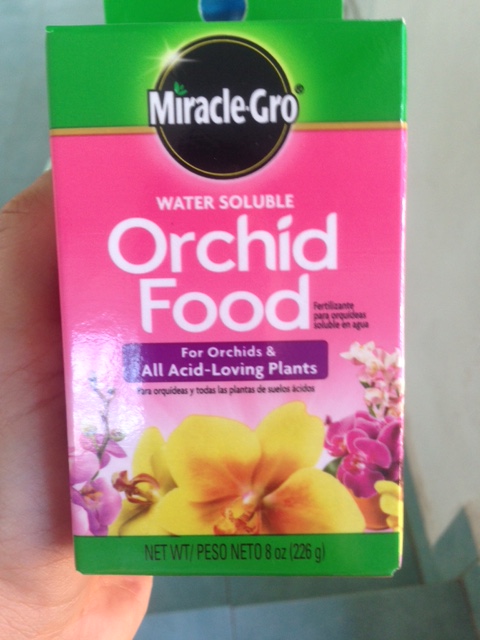 Miracle-Gro®
WATER SOLUBLE
Orchid
Food
Fertilizante
para orquídeas
soluble en agua
For Orchids &
All Acid-Loving Plants
Para orquídeas y todas las plantas de suelos ácidos
NET WT/ PESO NETO 8 oz (226 g)